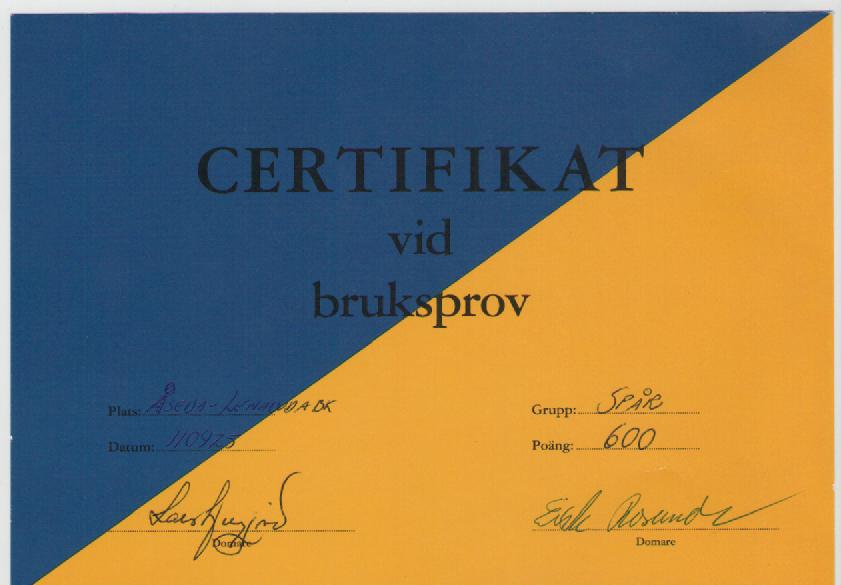 CERTIFIKAT
vid
bruksprov
Plats: ÅSEDA-LENHOVDA BK
Grupp: SPÅR
Datum: 110925
Poäng: 600
Domare
Domare